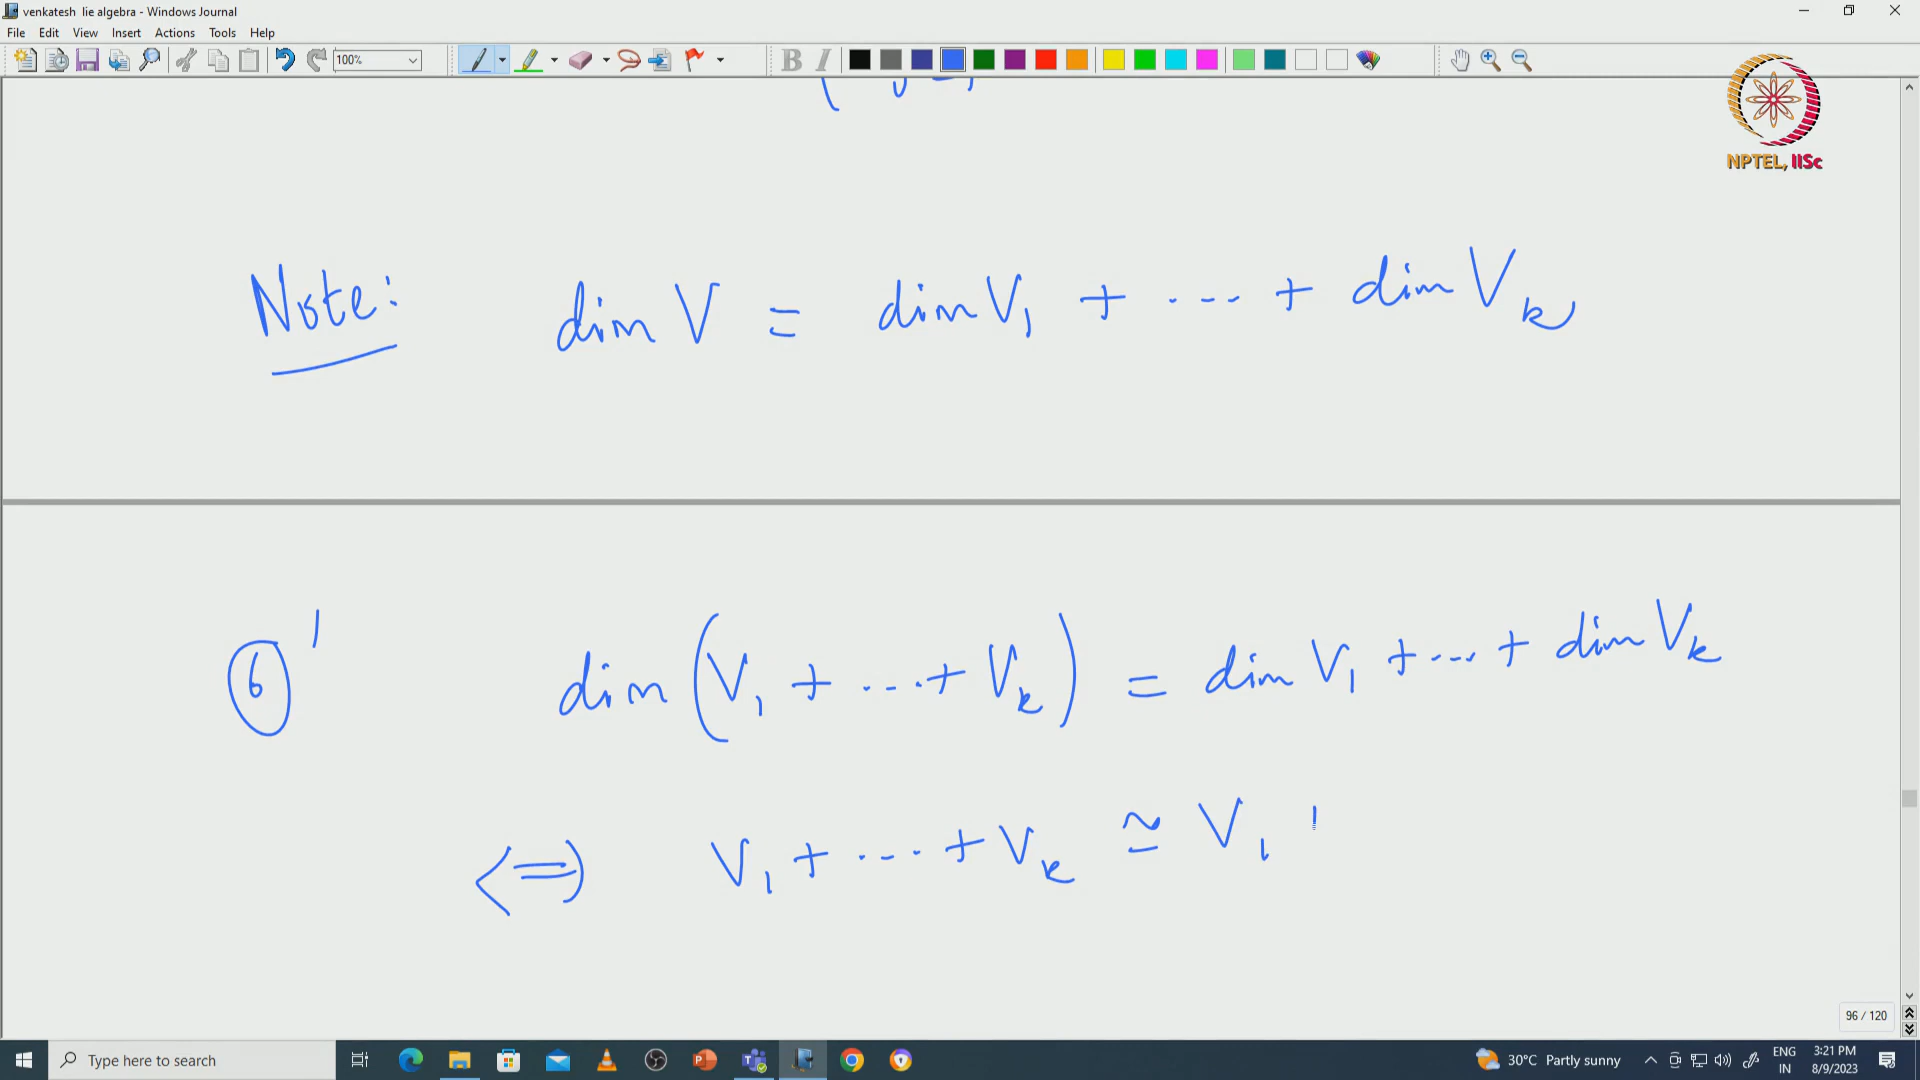 venkatesh lie algebra - Windows Journal
File Edit View Insert Actions Tools Help
100%
B I
NPTEL, IISc
Note: dim V = dim V₁ + ... + dim Vₖ
6' dim (V₁ + ... + Vₖ) = dim V₁ + ... + dim Vₖ
<=> V₁ + ... + Vₖ ≅ V₁
96 / 120
Type here to search
30°C Partly sunny
ENG
IN
3:21 PM
8/9/2023